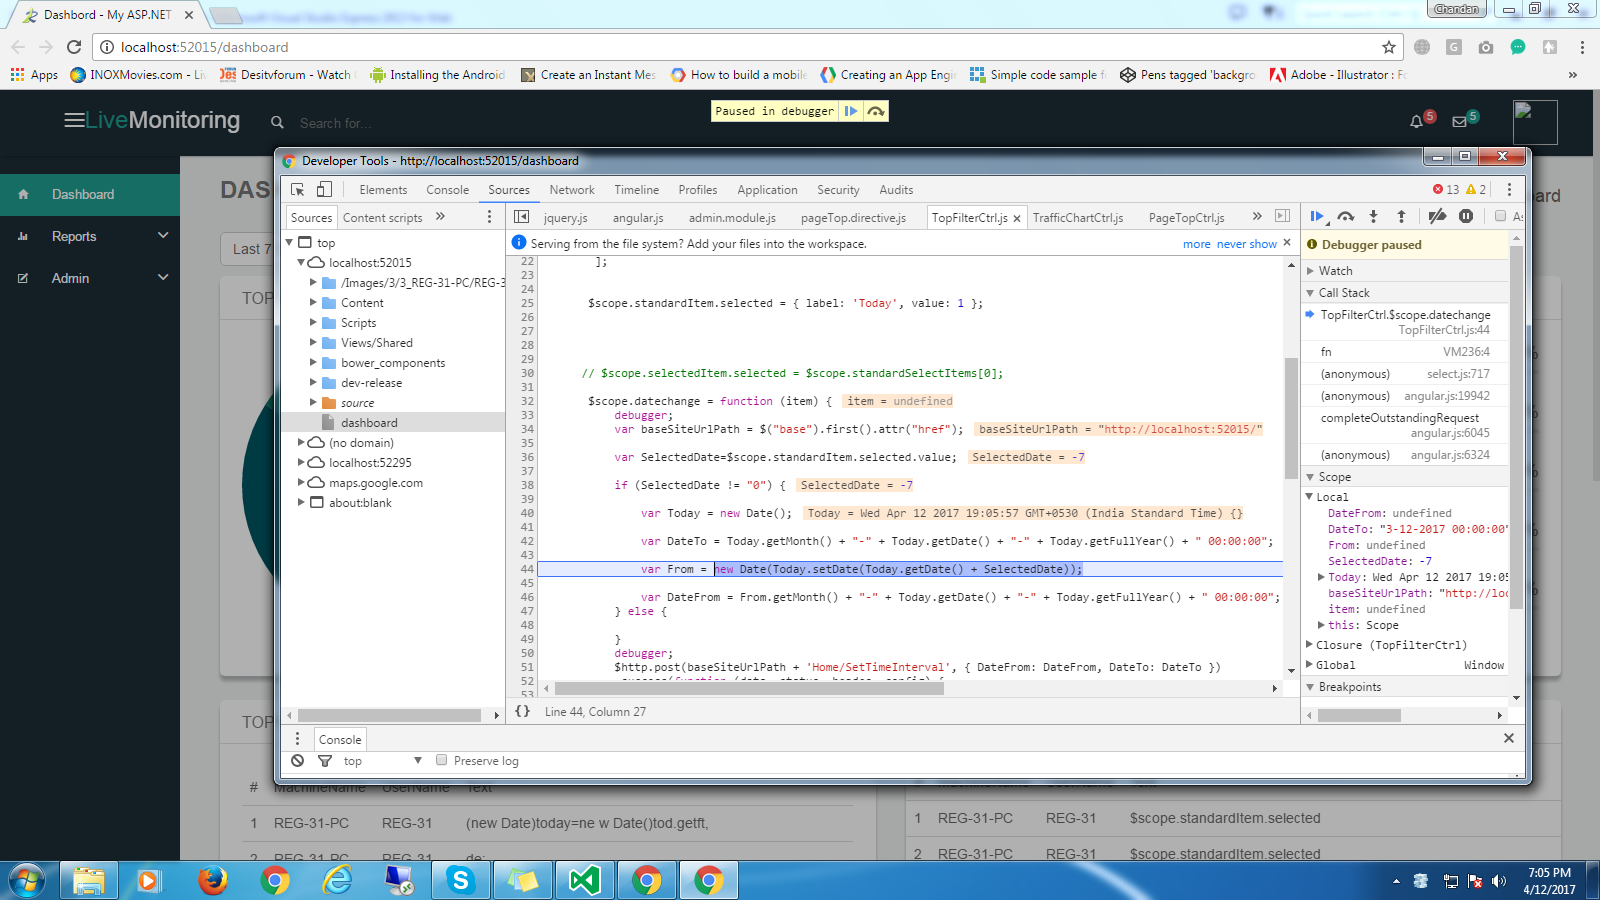 Dashbord - My ASP.NET
Chandan
localhost:52015/dashboard
Apps
INOXMovies.com - Li
Desitvforum - Watch
Installing the Android
Create an Instant Mes
How to build a mobile
Creating an App Engi
Simple code sample f
Pens tagged 'backgro
Adobe - Illustrator : F
LiveMonitoring
Search for...
Paused in debugger
5
5
Dashboard
Reports
Admin
DAS
ard
Last 7
TOP
Developer Tools - http://localhost:52015/dashboard
Elements Console Sources Network Timeline Profiles Application Security Audits
13 2
Sources Content scripts
jquery.js angular.js admin.module.js pageTop.directive.js TopFilterCtrl.js TrafficChartCtrl.js PageTopCtrl.js
As
top
localhost:52015
/Images/3/3_REG-31-PC/REG-3
Content
Scripts
Views/Shared
bower_components
dev-release
source
dashboard
(no domain)
localhost:52295
maps.google.com
about:blank
Serving from the file system? Add your files into the workspace. more never show
22 ];
23
24
25 $scope.standardItem.selected = { label: 'Today', value: 1 };
26
27
28
29
30 // $scope.selectedItem.selected = $scope.standardSelectItems[0];
31
32 $scope.datechange = function (item) { item = undefined
33 debugger;
34 var baseSiteUrlPath = $("base").first().attr("href"); baseSiteUrlPath = "http://localhost:52015/"
35
36 var SelectedDate=$scope.standardItem.selected.value; SelectedDate = -7
37
38 if (SelectedDate != "0") { SelectedDate = -7
39
40 var Today = new Date(); Today = Wed Apr 12 2017 19:05:57 GMT+0530 (India Standard Time) {}
41
42 var DateTo = Today.getMonth() + "-" + Today.getDate() + "-" + Today.getFullYear() + " 00:00:00";
43
44 var From = new Date(Today.setDate(Today.getDate() + SelectedDate));
45
46 var DateFrom = From.getMonth() + "-" + Today.getDate() + "-" + Today.getFullYear() + " 00:00:00";
47 } else {
48
49 }
50 debugger;
51 $http.post(baseSiteUrlPath + 'Home/SetTimeInterval', { DateFrom: DateFrom, DateTo: DateTo })
52
53
{} Line 44, Column 27
Debugger paused
Watch
Call Stack
TopFilterCtrl.$scope.datechange
TopFilterCtrl.js:44
fn VM236:4
(anonymous) select.js:717
(anonymous) angular.js:19942
completeOutstandingRequest
angular.js:6045
(anonymous) angular.js:6324
Scope
Local
DateFrom: undefined
DateTo: "3-12-2017 00:00:00"
From: undefined
SelectedDate: -7
Today: Wed Apr 12 2017 19:05
baseSiteUrlPath: "http://loc
item: undefined
this: Scope
Closure (TopFilterCtrl)
Global Window
Breakpoints
Console
top Preserve log
TOP
# MachineName UserName Text
1 REG-31-PC REG-31 (new Date)today=ne w Date()tod.getft,
2 REG-31-PC REG-31 de:
1 REG-31-PC REG-31 $scope.standardItem.selected
2 REG-31-PC REG-31 $scope.standardItem.selected
7:05 PM
4/12/2017